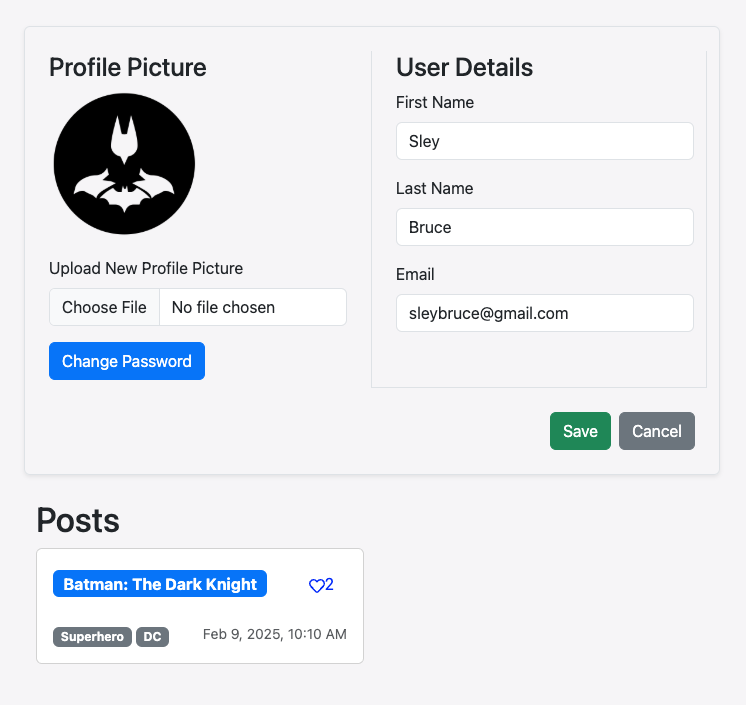 Profile Picture
Upload New Profile Picture
Choose File No file chosen
Change Password
User Details
First Name
Sley
Last Name
Bruce
Email
sleybruce@gmail.com
Save Cancel
Posts
Batman: The Dark Knight 2
Superhero DC Feb 9, 2025, 10:10 AM